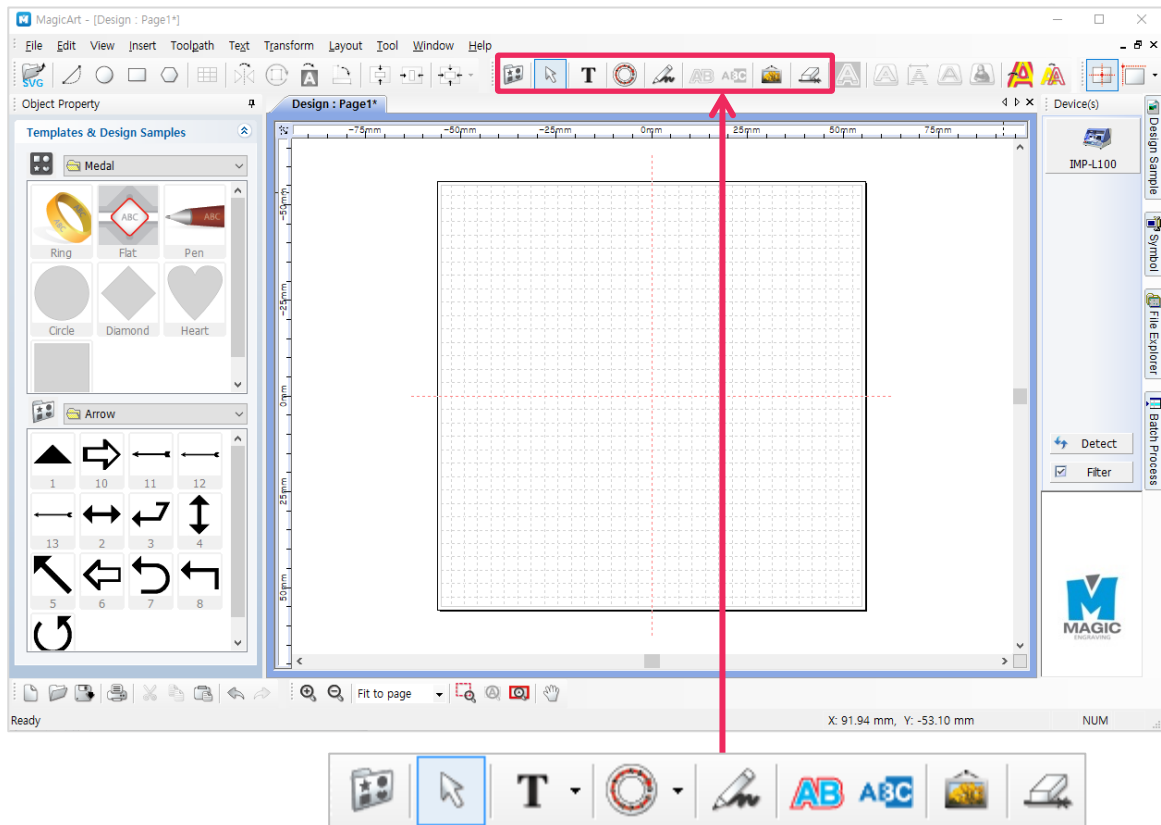 MagicArt - [Design : Page1*]
File Edit View Insert Toolpath Text Transform Layout Tool Window Help
SVG
T
AB ABC
A
Object Property
Design : Page1*
Device(s)
Templates & Design Samples
Medal
ABC
ABC
ABC
Ring Flat Pen
Circle Diamond Heart
Arrow
1 10 11 12
13 2 3 4
5 6 7 8
-75mm -50mm -25mm 0mm 25mm 50mm 75mm
-50mm
-25mm
0mm
25mm
50mm
IMP-L100
Detect
Filter
MAGIC
ENGRAVING
Design Sample
Symbol
File Explorer
Batch Process
Fit to page
Ready
X: 91.94 mm, Y: -53.10 mm
NUM
T AB ABC